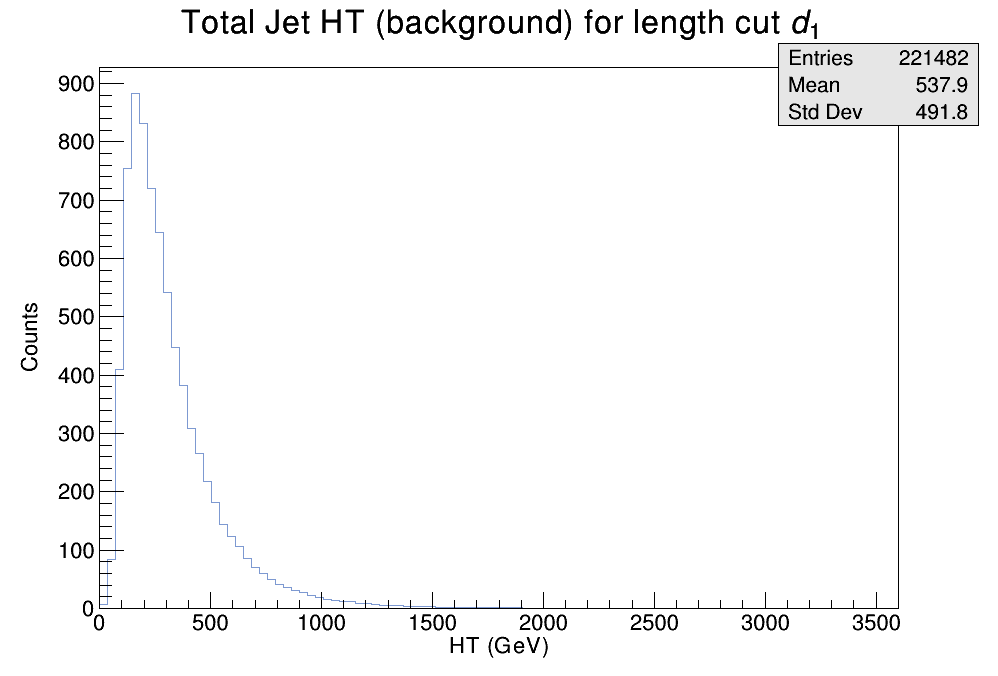 Total Jet HT (background) for length cut d₁
Entries 221482
Mean 537.9
Std Dev 491.8
900
800
700
600
500
400
300
200
100
0
Counts
0 500 1000 1500 2000 2500 3000 3500
HT (GeV)